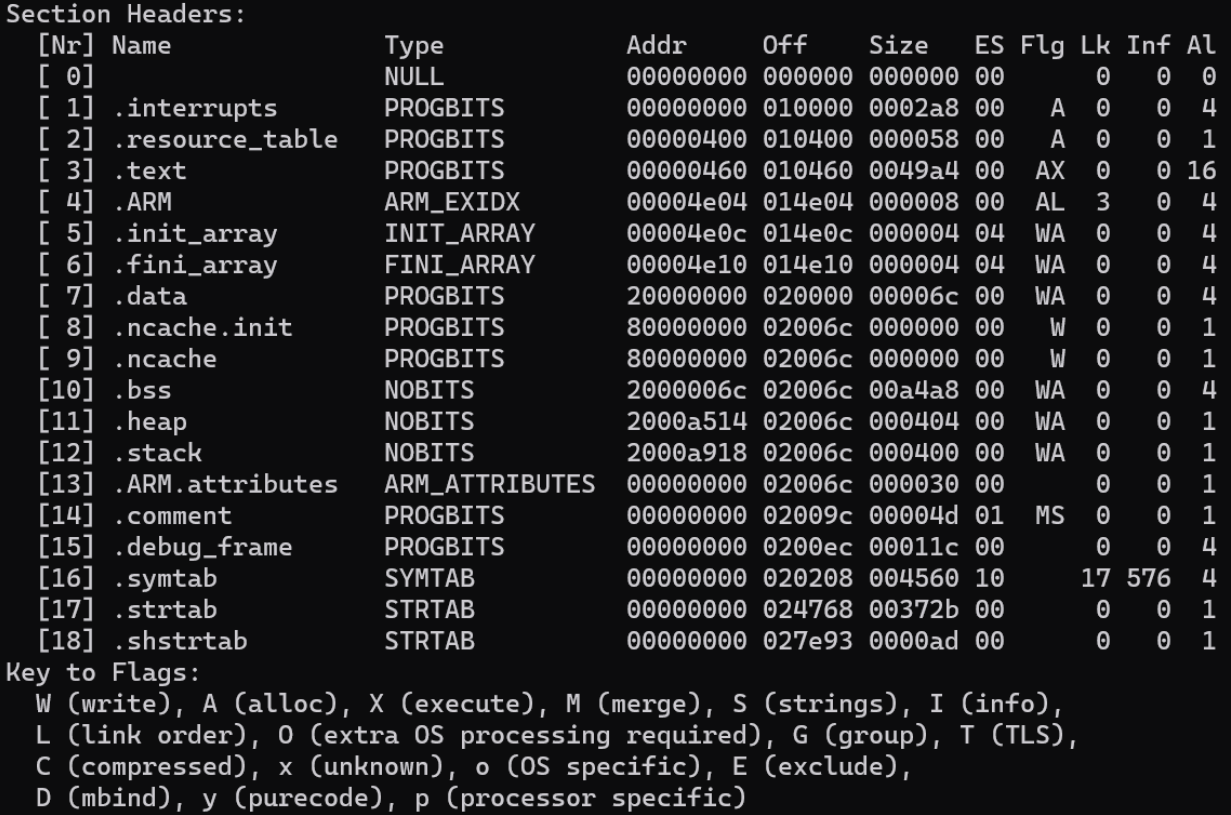 Section Headers:
  [Nr] Name              Type            Addr     Off    Size   ES Flg Lk Inf Al
  [ 0]                   NULL            00000000 000000 000000 00      0   0  0
  [ 1] .interrupts       PROGBITS        00000000 010000 0002a8 00   A  0   0  4
  [ 2] .resource_table   PROGBITS        00000400 010400 000058 00   A  0   0  1
  [ 3] .text             PROGBITS        00000460 010460 0049a4 00  AX  0   0 16
  [ 4] .ARM              ARM_EXIDX       00004e04 014e04 000008 00  AL  3   0  4
  [ 5] .init_array       INIT_ARRAY      00004e0c 014e0c 000004 04  WA  0   0  4
  [ 6] .fini_array       FINI_ARRAY      00004e10 014e10 000004 04  WA  0   0  4
  [ 7] .data             PROGBITS        20000000 020000 00006c 00  WA  0   0  4
  [ 8] .ncache.init      PROGBITS        80000000 02006c 000000 00   W  0   0  1
  [ 9] .ncache           PROGBITS        80000000 02006c 000000 00   W  0   0  1
  [10] .bss              NOBITS          2000006c 02006c 00a4a8 00  WA  0   0  4
  [11] .heap             NOBITS          2000a514 02006c 000404 00  WA  0   0  1
  [12] .stack            NOBITS          2000a918 02006c 000400 00  WA  0   0  1
  [13] .ARM.attributes   ARM_ATTRIBUTES  00000000 02006c 000030 00      0   0  1
  [14] .comment          PROGBITS        00000000 02009c 00004d 01  MS  0   0  1
  [15] .debug_frame      PROGBITS        00000000 0200ec 00011c 00      0   0  4
  [16] .symtab           SYMTAB          00000000 020208 004560 10     17 576  4
  [17] .strtab           STRTAB          00000000 024768 00372b 00      0   0  1
  [18] .shstrtab         STRTAB          00000000 027e93 0000ad 00      0   0  1
Key to Flags:
  W (write), A (alloc), X (execute), M (merge), S (strings), I (info),
  L (link order), O (extra OS processing required), G (group), T (TLS),
  C (compressed), x (unknown), o (OS specific), E (exclude),
  D (mbind), y (purecode), p (processor specific)